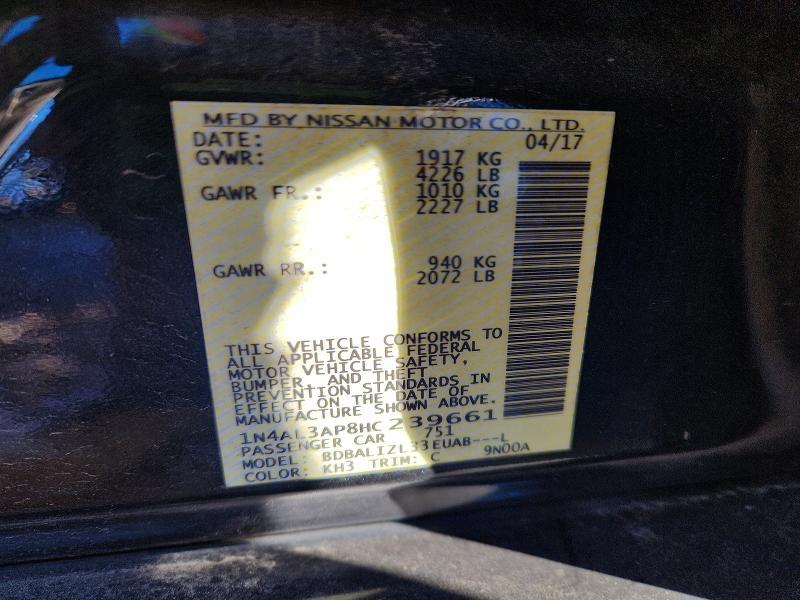 MFD BY NISSAN MOTOR CO., LTD.
DATE: 04/17
GVWR: 1917 KG
4226 LB
GAWR FR.: 1010 KG
2227 LB
GAWR RR.: 940 KG
2072 LB
THIS VEHICLE CONFORMS TO
ALL APPLICABLE FEDERAL
MOTOR VEHICLE SAFETY,
BUMPER, AND THEFT
PREVENTION STANDARDS IN
EFFECT ON THE DATE OF
MANUFACTURE SHOWN ABOVE.
1N4AL3AP8HC239661
PASSENGER CAR 751
MODEL: BDBALIZL33EUAB---L
COLOR: KH3 TRIM: C 9N00A